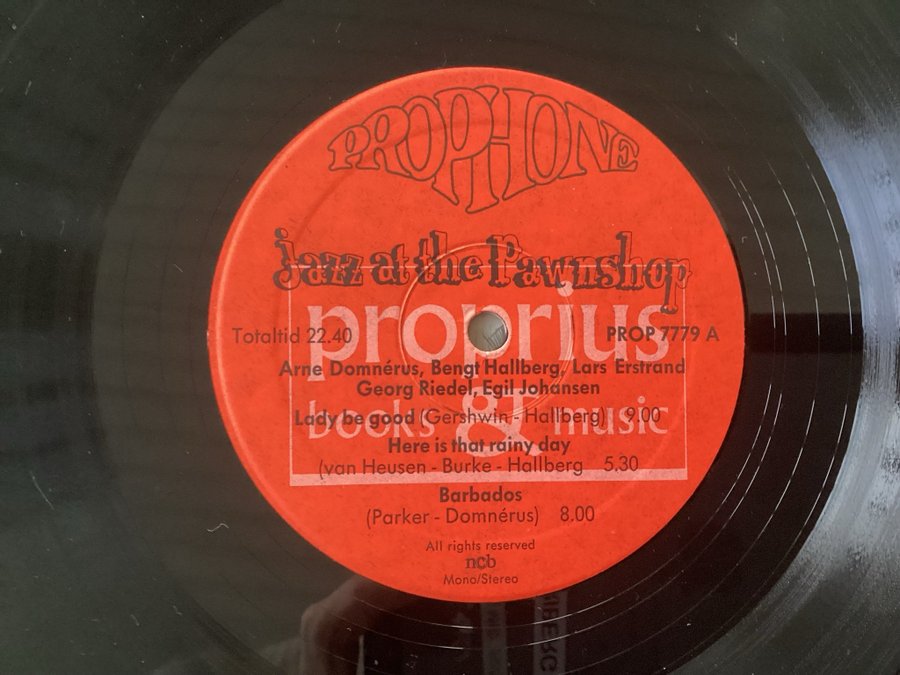 PROPHONE
Jazz at the Pawnshop
proprius
Totaltid 22.40 PROP 7779 A
Arne Domnérus, Bengt Hallberg, Lars Erstrand
Georg Riedel, Egil Johansen
Lady be good (Gershwin - Hallberg) 9.00
books & music
Here is that rainy day
(van Heusen - Burke - Hallberg 5.30
Barbados
(Parker - Domnérus) 8.00
All rights reserved
ncb
Mono/Stereo